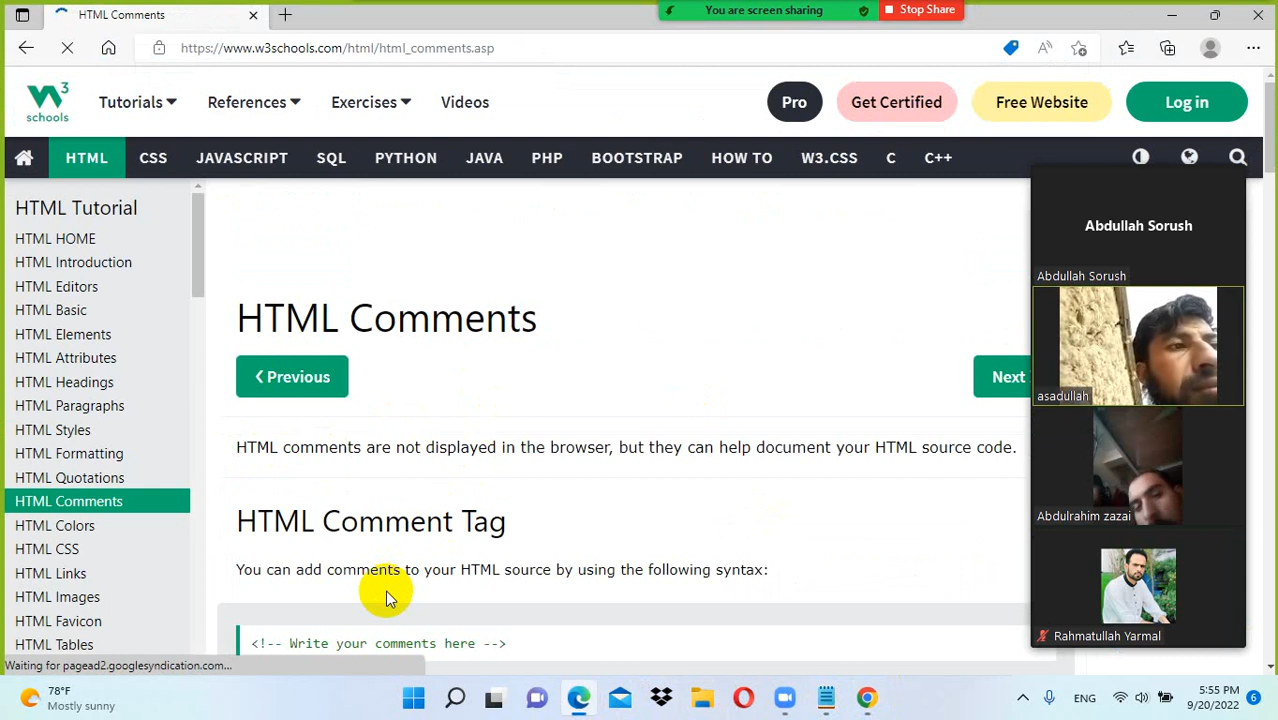 HTML Comments
You are screen sharing
Stop Share
https://www.w3schools.com/html/html_comments.asp
W3 schools
Tutorials
References
Exercises
Videos
Pro
Get Certified
Free Website
Log in
HTML
CSS
JAVASCRIPT
SQL
PYTHON
JAVA
PHP
BOOTSTRAP
HOW TO
W3.CSS
C
C++
HTML Tutorial
HTML HOME
HTML Introduction
HTML Editors
HTML Basic
HTML Elements
HTML Attributes
HTML Headings
HTML Paragraphs
HTML Styles
HTML Formatting
HTML Quotations
HTML Comments
HTML Colors
HTML CSS
HTML Links
HTML Images
HTML Favicon
HTML Tables
HTML Comments
❮ Previous
Next
HTML comments are not displayed in the browser, but they can help document your HTML source code.
HTML Comment Tag
You can add comments to your HTML source by using the following syntax:
<!-- Write your comments here -->
Abdullah Sorush
Abdullah Sorush
asadullah
Abdulrahim zazai
Rahmatullah Yarmal
Waiting for pagead2.googlesyndication.com...
78°F
Mostly sunny
ENG
5:55 PM
9/20/2022
6